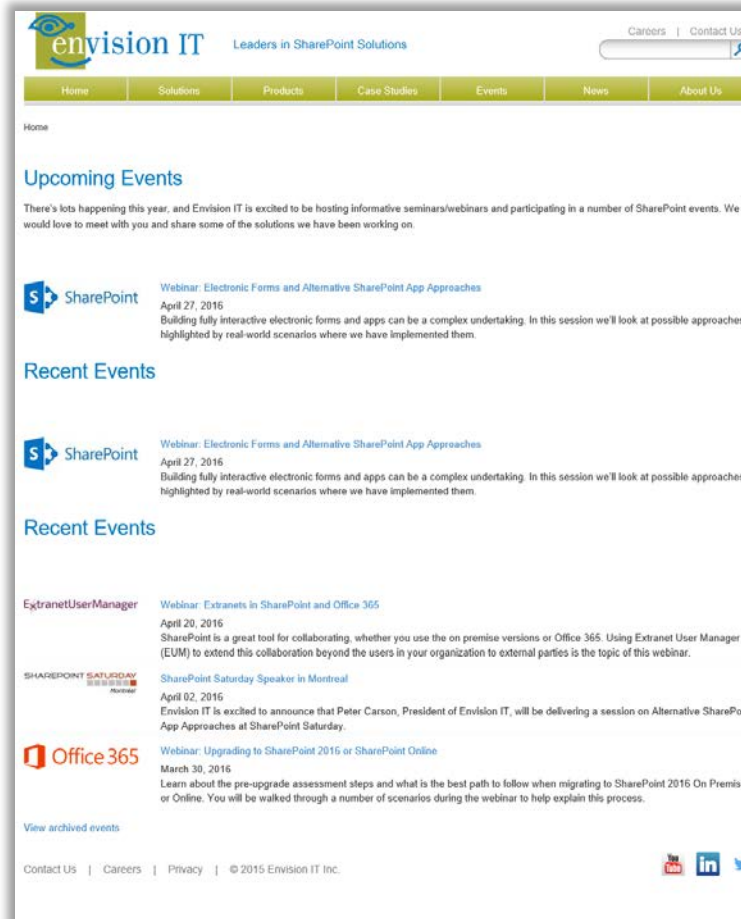 envision IT
Leaders in SharePoint Solutions
Careers | Contact Us
Home
Solutions
Products
Case Studies
Events
News
About Us
Home
Upcoming Events
There's lots happening this year, and Envision IT is excited to be hosting informative seminars/webinars and participating in a number of SharePoint events. We
would love to meet with you and share some of the solutions we have been working on.
S SharePoint
Webinar: Electronic Forms and Alternative SharePoint App Approaches
April 27, 2016
Building fully interactive electronic forms and apps can be a complex undertaking. In this session we'll look at possible approaches
highlighted by real-world scenarios where we have implemented them.
Recent Events
S SharePoint
Webinar: Electronic Forms and Alternative SharePoint App Approaches
April 27, 2016
Building fully interactive electronic forms and apps can be a complex undertaking. In this session we'll look at possible approaches
highlighted by real-world scenarios where we have implemented them.
Recent Events
ExtranetUserManager
Webinar: Extranets in SharePoint and Office 365
April 20, 2016
SharePoint is a great tool for collaborating, whether you use the on premise versions or Office 365. Using Extranet User Manager
(EUM) to extend this collaboration beyond the users in your organization to external parties is the topic of this webinar.
SHAREPOINT SATURDAY
Montréal
SharePoint Saturday Speaker in Montreal
April 02, 2016
Envision IT is excited to announce that Peter Carson, President of Envision IT, will be delivering a session on Alternative SharePo
App Approaches at SharePoint Saturday.
Office 365
Webinar: Upgrading to SharePoint 2016 or SharePoint Online
March 30, 2016
Learn about the pre-upgrade assessment steps and what is the best path to follow when migrating to SharePoint 2016 On Premis
or Online. You will be walked through a number of scenarios during the webinar to help explain this process.
View archived events
Contact Us | Careers | Privacy | © 2015 Envision IT Inc.
You
Tube
in